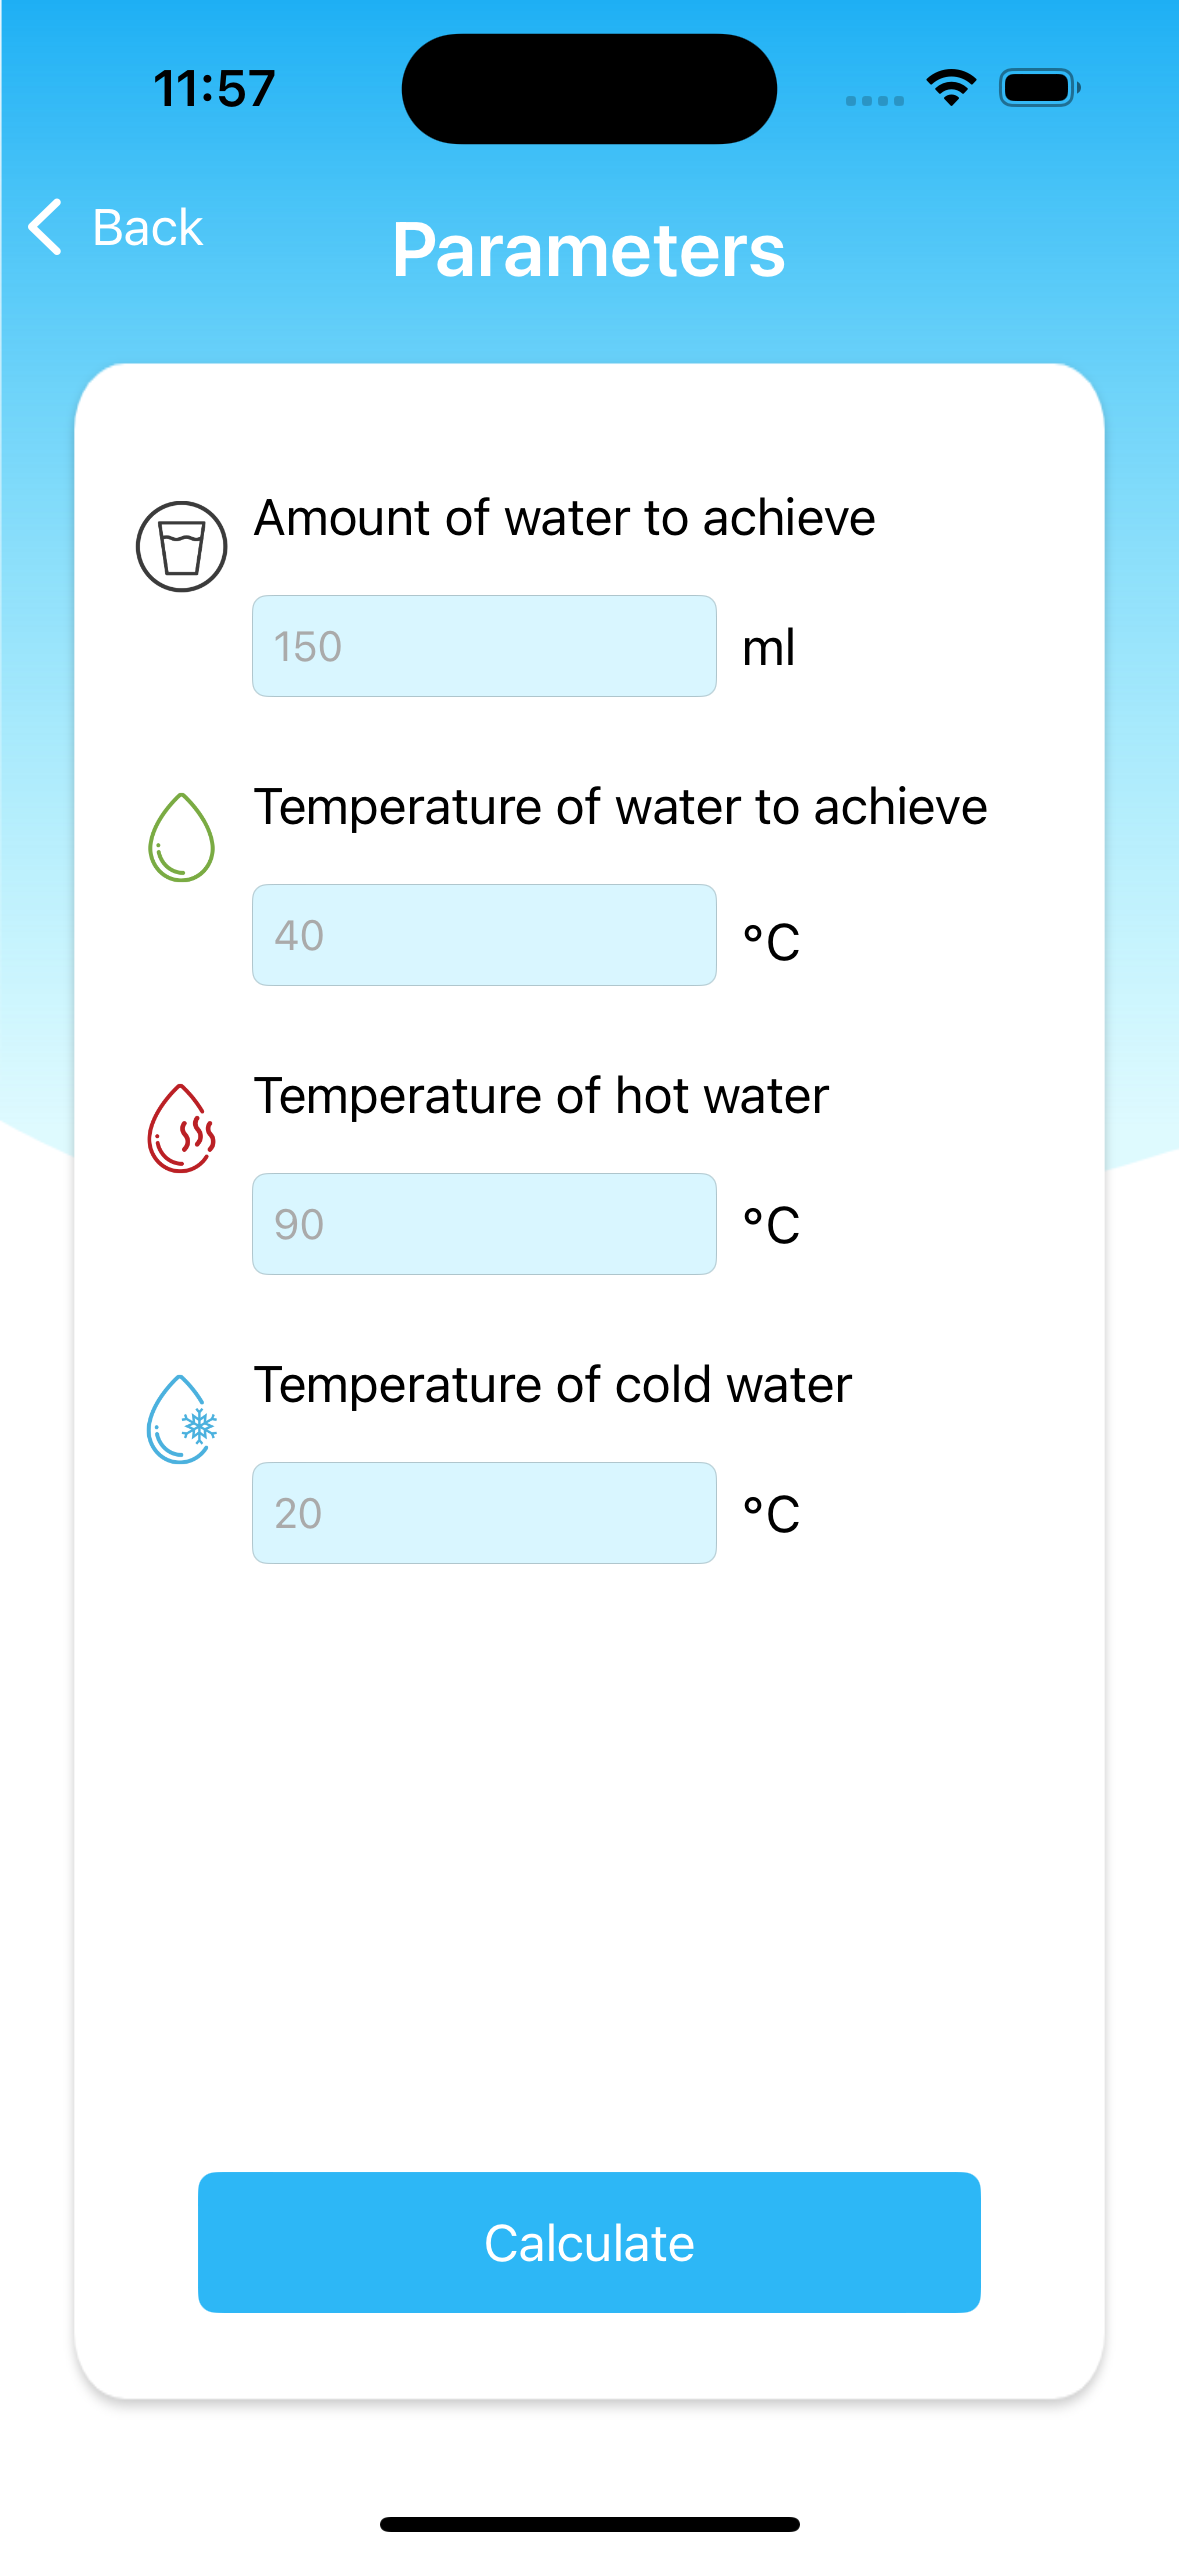 11:57
Back
Parameters
Amount of water to achieve
150 ml
Temperature of water to achieve
40 °C
Temperature of hot water
90 °C
Temperature of cold water
20 °C
Calculate